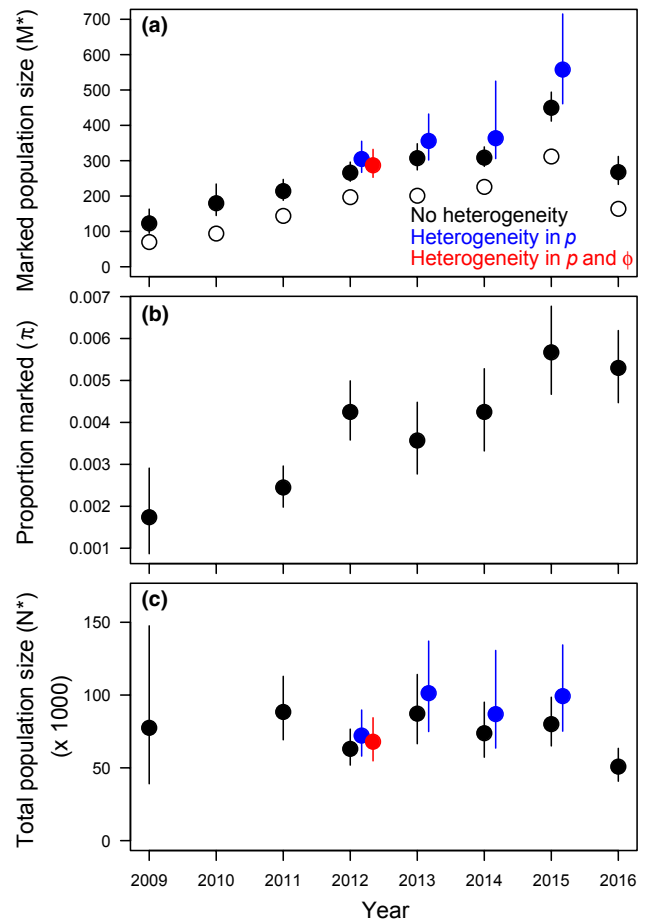 (a)
Marked population size (M*)
700
600
500
400
300
200
100
0
No heterogeneity
Heterogeneity in p
Heterogeneity in p and ϕ
(b)
Proportion marked (π)
0.007
0.006
0.005
0.004
0.003
0.002
0.001
(c)
Total population size (N*)
(x 1000)
150
100
50
0
2009 2010 2011 2012 2013 2014 2015 2016
Year